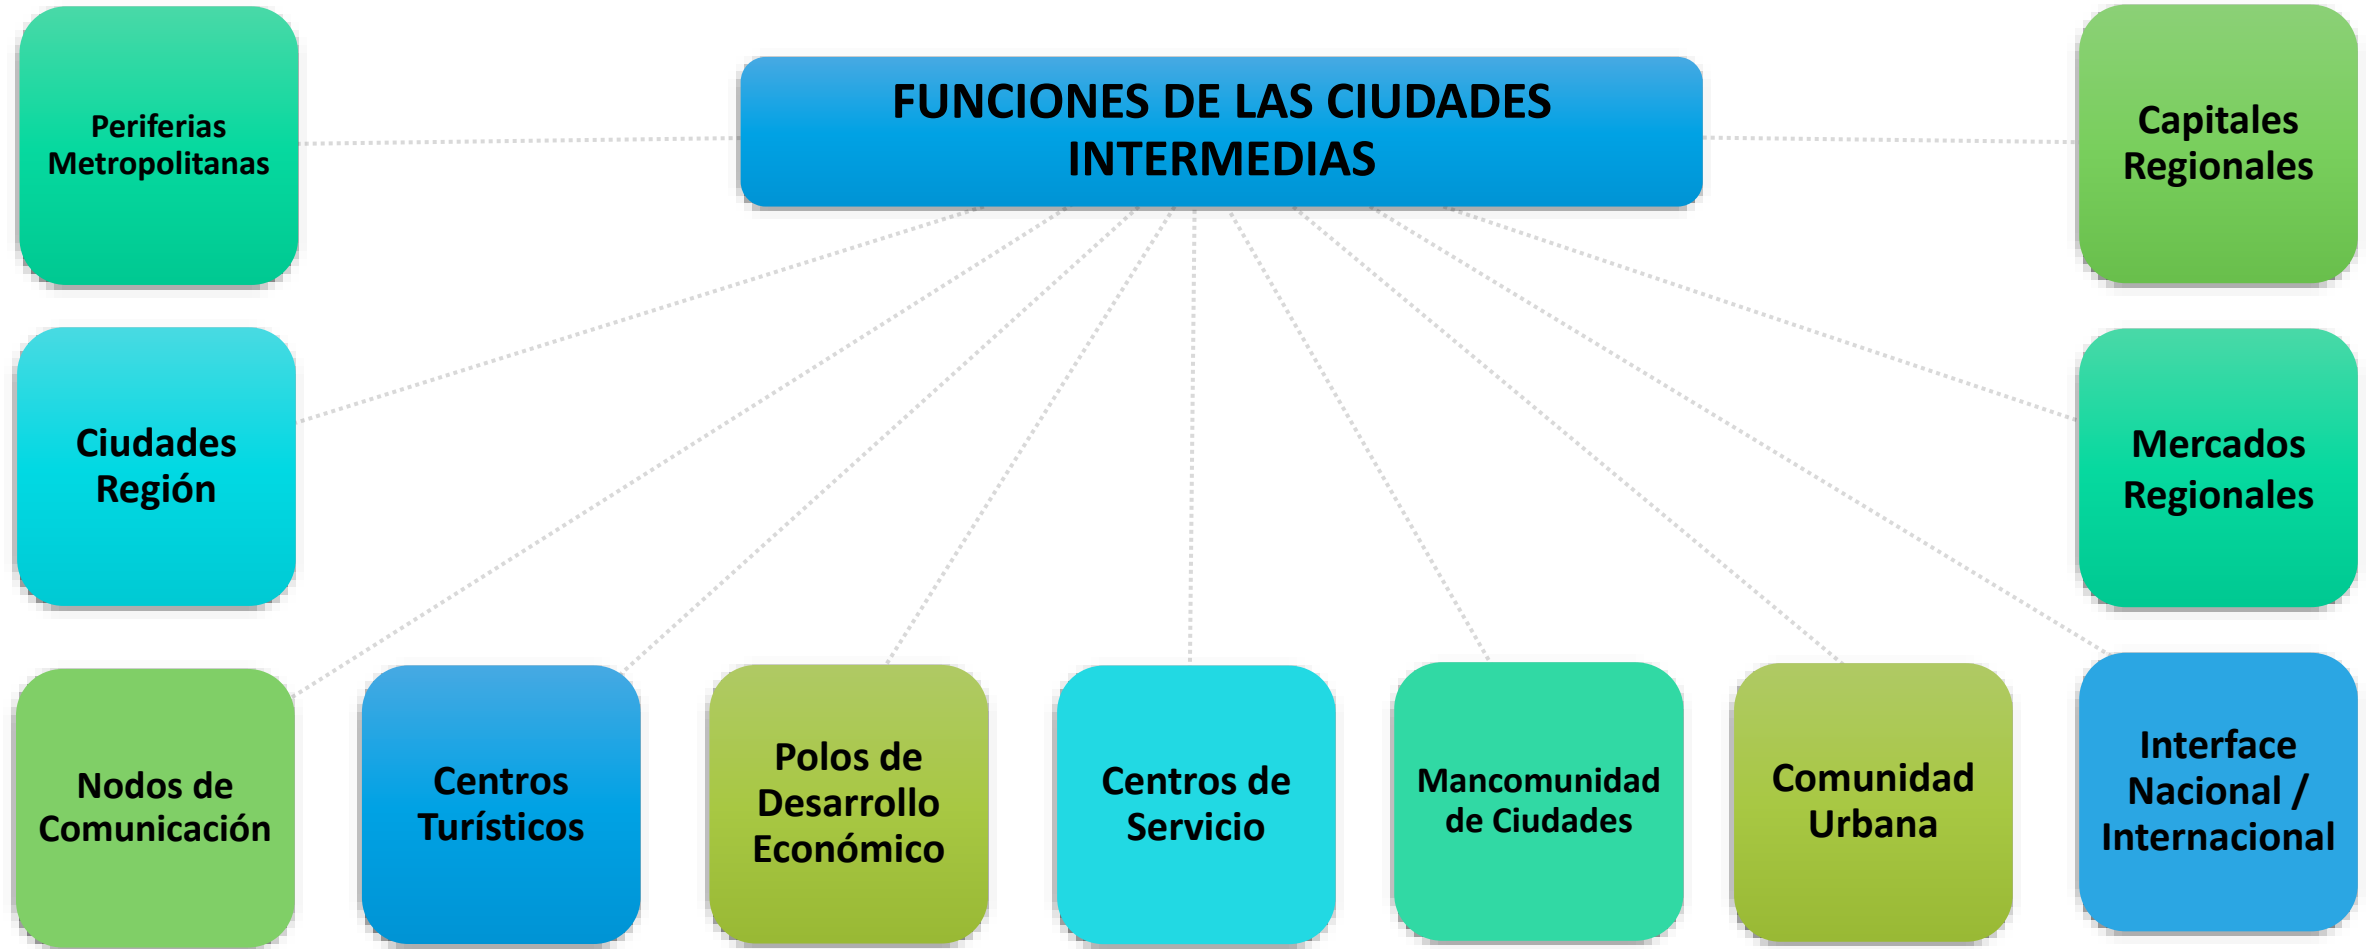 FUNCIONES DE LAS CIUDADES
INTERMEDIAS
Periferias
Metropolitanas
Capitales
Regionales
Ciudades
Región
Mercados
Regionales
Nodos de
Comunicación
Centros
Turísticos
Polos de
Desarrollo
Económico
Centros de
Servicio
Mancomunidad
de Ciudades
Comunidad
Urbana
Interface
Nacional /
Internacional